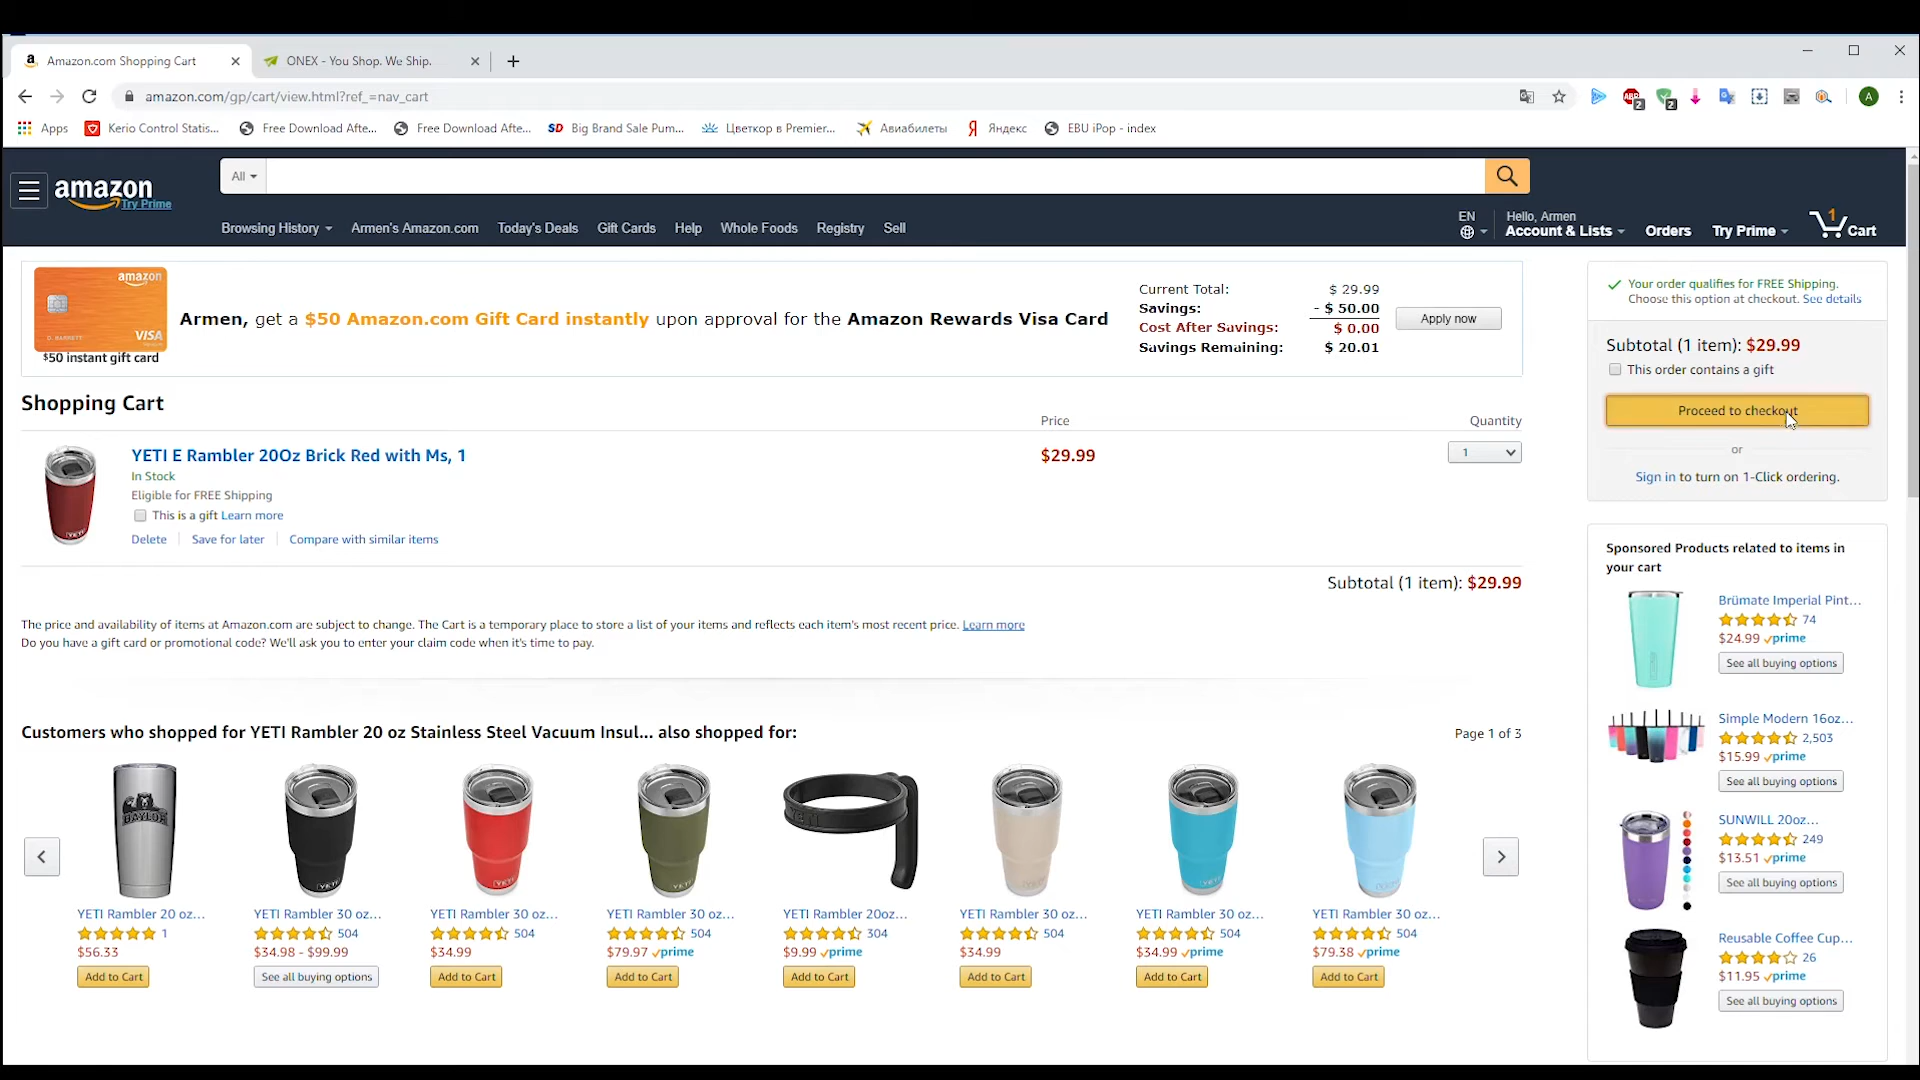 Amazon.com Shopping Cart
ONEX - You Shop. We Ship.
amazon.com/gp/cart/view.html?ref_=nav_cart
Apps
Kerio Control Statis...
Free Download Afte...
Free Download Afte...
SD Big Brand Sale Pum...
Цветкор в Premier...
Авиабилеты
Я Яндекс
EBU iPop - index
ABP
2
2
A
amazon
Try Prime
All
Browsing History
Armen's Amazon.com
Today's Deals
Gift Cards
Help
Whole Foods
Registry
Sell
EN
Hello, Armen
Account & Lists
Orders
Try Prime
1
Cart
amazon
D. BARRETT
VISA
$50 instant gift card
Armen, get a $50 Amazon.com Gift Card instantly upon approval for the Amazon Rewards Visa Card
Current Total: $ 29.99
Savings: - $ 50.00
Cost After Savings: $ 0.00
Savings Remaining: $ 20.01
Apply now
Your order qualifies for FREE Shipping.
Choose this option at checkout. See details
Subtotal (1 item): $29.99
This order contains a gift
Proceed to checkout
or
Sign in to turn on 1-Click ordering.
Shopping Cart
Price
Quantity
YETI E Rambler 20Oz Brick Red with Ms, 1
$29.99
1
In Stock
Eligible for FREE Shipping
This is a gift Learn more
Delete
Save for later
Compare with similar items
YETI
Subtotal (1 item): $29.99
The price and availability of items at Amazon.com are subject to change. The Cart is a temporary place to store a list of your items and reflects each item's most recent price. Learn more
Do you have a gift card or promotional code? We'll ask you to enter your claim code when it's time to pay.
Sponsored Products related to items in
your cart
Brümate Imperial Pint...
74
$24.99 prime
See all buying options
Simple Modern 16oz...
2,503
$15.99 prime
See all buying options
SUNWILL 20oz...
249
$13.51 prime
See all buying options
Reusable Coffee Cup...
26
$11.95 prime
See all buying options
Customers who shopped for YETI Rambler 20 oz Stainless Steel Vacuum Insul... also shopped for:
Page 1 of 3
BAYLOR
YETI
YETI
YETI
YETI
YETI
YETI
YETI
YETI Rambler 20 oz...
1
$56.33
Add to Cart
YETI Rambler 30 oz...
504
$34.98 - $99.99
See all buying options
YETI Rambler 30 oz...
504
$34.99
Add to Cart
YETI Rambler 30 oz...
504
$79.97 prime
Add to Cart
YETI Rambler 20oz...
304
$9.99 prime
Add to Cart
YETI Rambler 30 oz...
504
$34.99
Add to Cart
YETI Rambler 30 oz...
504
$34.99 prime
Add to Cart
YETI Rambler 30 oz...
504
$79.38 prime
Add to Cart